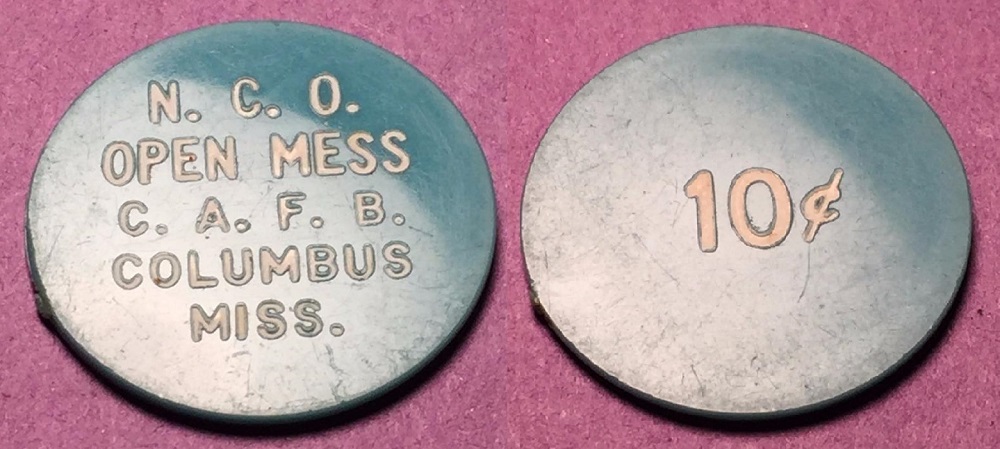 N. C. O.
OPEN MESS
C. A. F. B.
COLUMBUS
MISS.
10¢